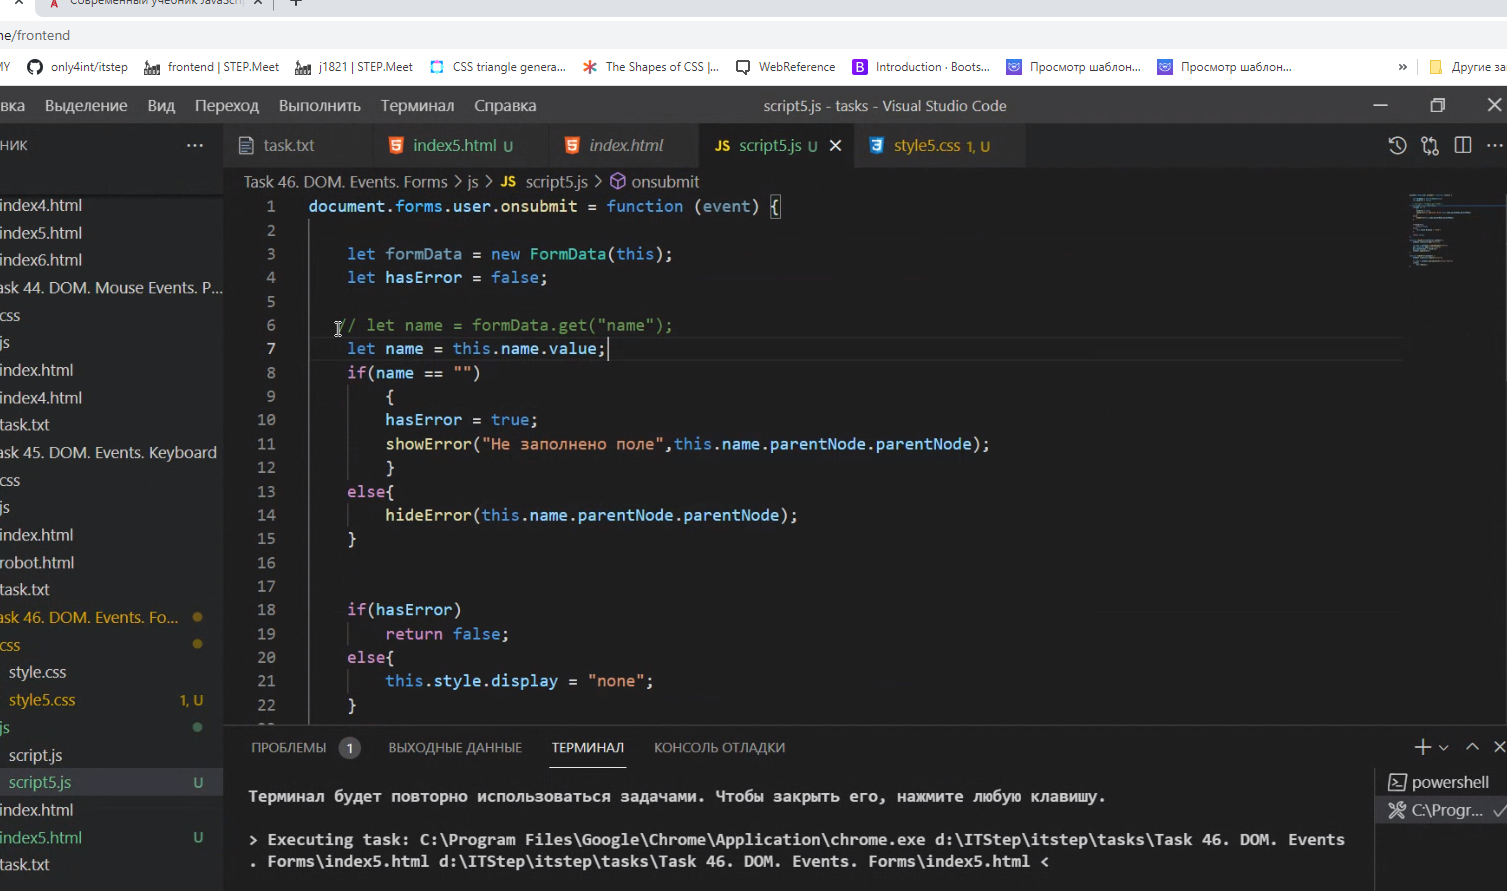 Современный учебник JavaScri
ne/frontend
MY only4int/itstep frontend | STEP.Meet j1821 | STEP.Meet CSS triangle genera... The Shapes of CSS |... WebReference Introduction · Boots... Просмотр шаблон... Просмотр шаблон... » Другие за
вка Выделение Вид Переход Выполнить Терминал Справка script5.js - tasks - Visual Studio Code
НИК ... task.txt index5.html U index.html JS script5.js U style5.css 1, U
Task 46. DOM. Events. Forms > js > JS script5.js > onsubmit
index4.html
index5.html
index6.html
ask 44. DOM. Mouse Events. P...
css
js
index.html
index4.html
task.txt
ask 45. DOM. Events. Keyboard
css
js
index.html
robot.html
task.txt
ask 46. DOM. Events. Fo...
css
style.css
style5.css 1, U
js
script.js
script5.js U
index.html
index5.html U
task.txt
1 document.forms.user.onsubmit = function (event) {
2
3 let formData = new FormData(this);
4 let hasError = false;
5
6 // let name = formData.get("name");
7 let name = this.name.value;
8 if(name == "")
9 {
10 hasError = true;
11 showError("Не заполнено поле",this.name.parentNode.parentNode);
12 }
13 else{
14 hideError(this.name.parentNode.parentNode);
15 }
16
17
18 if(hasError)
19 return false;
20 else{
21 this.style.display = "none";
22 }
ПРОБЛЕМЫ 1 ВЫХОДНЫЕ ДАННЫЕ ТЕРМИНАЛ КОНСОЛЬ ОТЛАДКИ
Терминал будет повторно использоваться задачами. Чтобы закрыть его, нажмите любую клавишу.
> Executing task: C:\Program Files\Google\Chrome\Application\chrome.exe d:\ITStep\itstep\tasks\Task 46. DOM. Events
. Forms\index5.html d:\ITStep\itstep\tasks\Task 46. DOM. Events. Forms\index5.html <
powershell
C:\Progr...